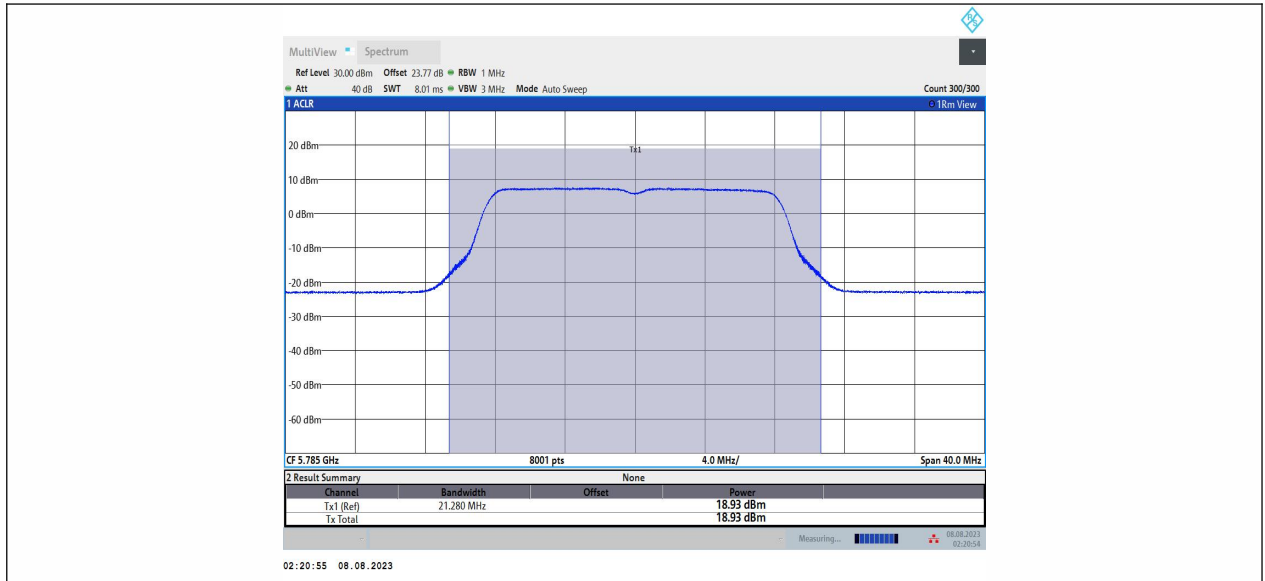 R S
MultiView Spectrum
Ref Level 30.00 dBm Offset 23.77 dB RBW 1 MHz
Att 40 dB SWT 8.01 ms VBW 3 MHz Mode Auto Sweep Count 300/300
1 ACLR 1Rm View
20 dBm
Tx1
10 dBm
0 dBm
-10 dBm
-20 dBm
-30 dBm
-40 dBm
-50 dBm
-60 dBm
CF 5.785 GHz 8001 pts 4.0 MHz/ Span 40.0 MHz
2 Result Summary None
Channel Bandwidth Offset Power
Tx1 (Ref) 21.280 MHz 18.93 dBm
Tx Total 18.93 dBm
Measuring... 08.08.2023
02:20:54
02:20:55 08.08.2023